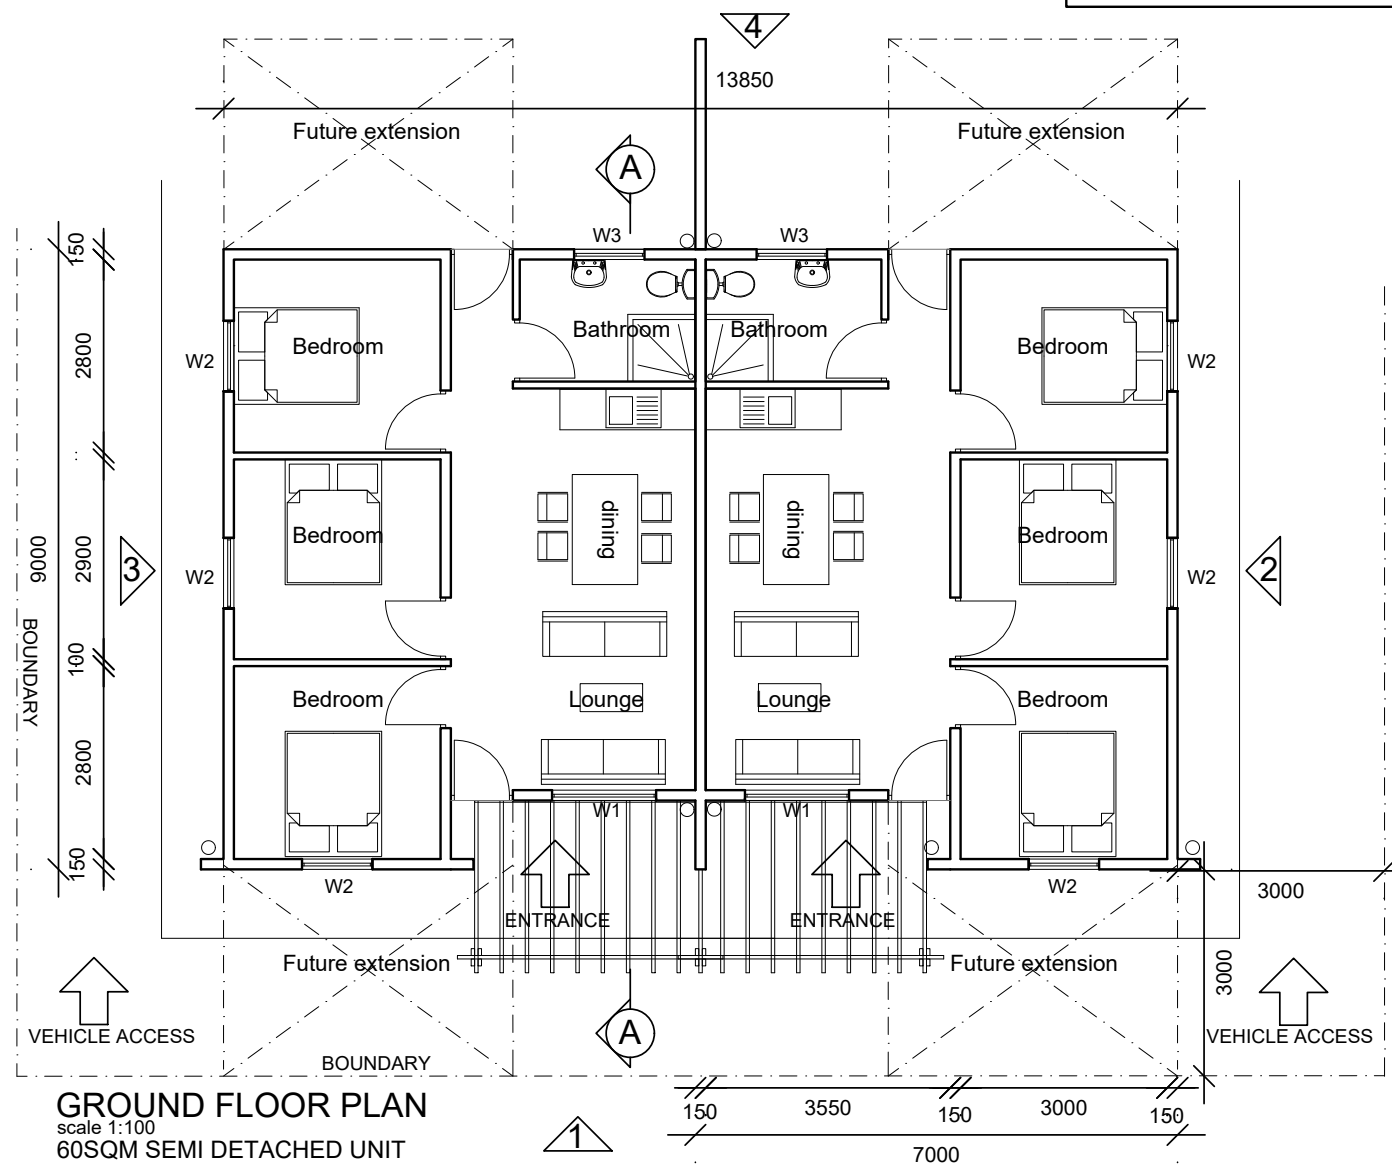 4
13850
Future extension
Future extension
A
W3
W3
150
Bathroom
Bathroom
Bedroom
Bedroom
W2
W2
2800
dining
dining
Bedroom
Bedroom
9000
2900
3
W2
W2
2
BOUNDARY
100
Bedroom
Lounge
Lounge
Bedroom
2800
W1
W1
150
W2
W2
3000
ENTRANCE
ENTRANCE
Future extension
Future extension
3000
VEHICLE ACCESS
A
VEHICLE ACCESS
BOUNDARY
GROUND FLOOR PLAN
scale 1:100
60SQM SEMI DETACHED UNIT
1
150
3550
150
3000
150
7000